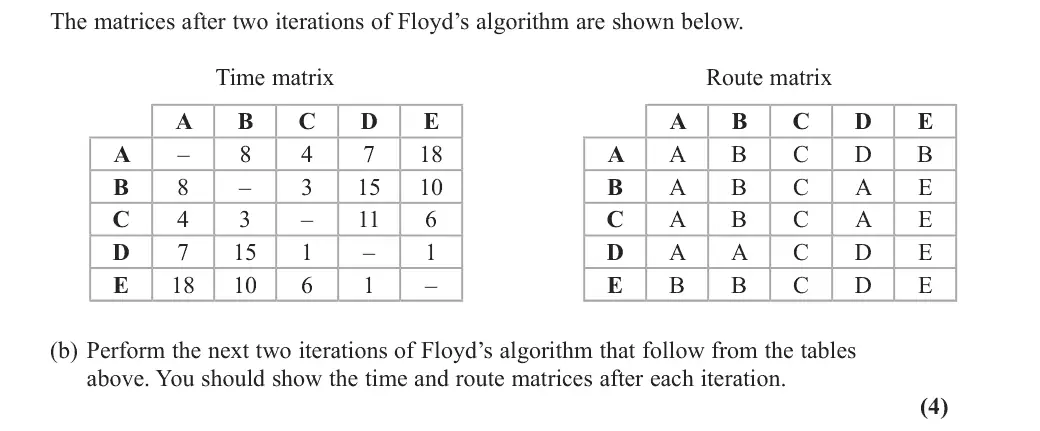 The matrices after two iterations of Floyd’s algorithm are shown below.
Time matrix
A B C D E
A – 8 4 7 18
B 8 – 3 15 10
C 4 3 – 11 6
D 7 15 1 – 1
E 18 10 6 1 –
Route matrix
A B C D E
A A B C D B
B A B C A E
C A B C A E
D A A C D E
E B B C D E
(b) Perform the next two iterations of Floyd’s algorithm that follow from the tables
above. You should show the time and route matrices after each iteration.
(4)